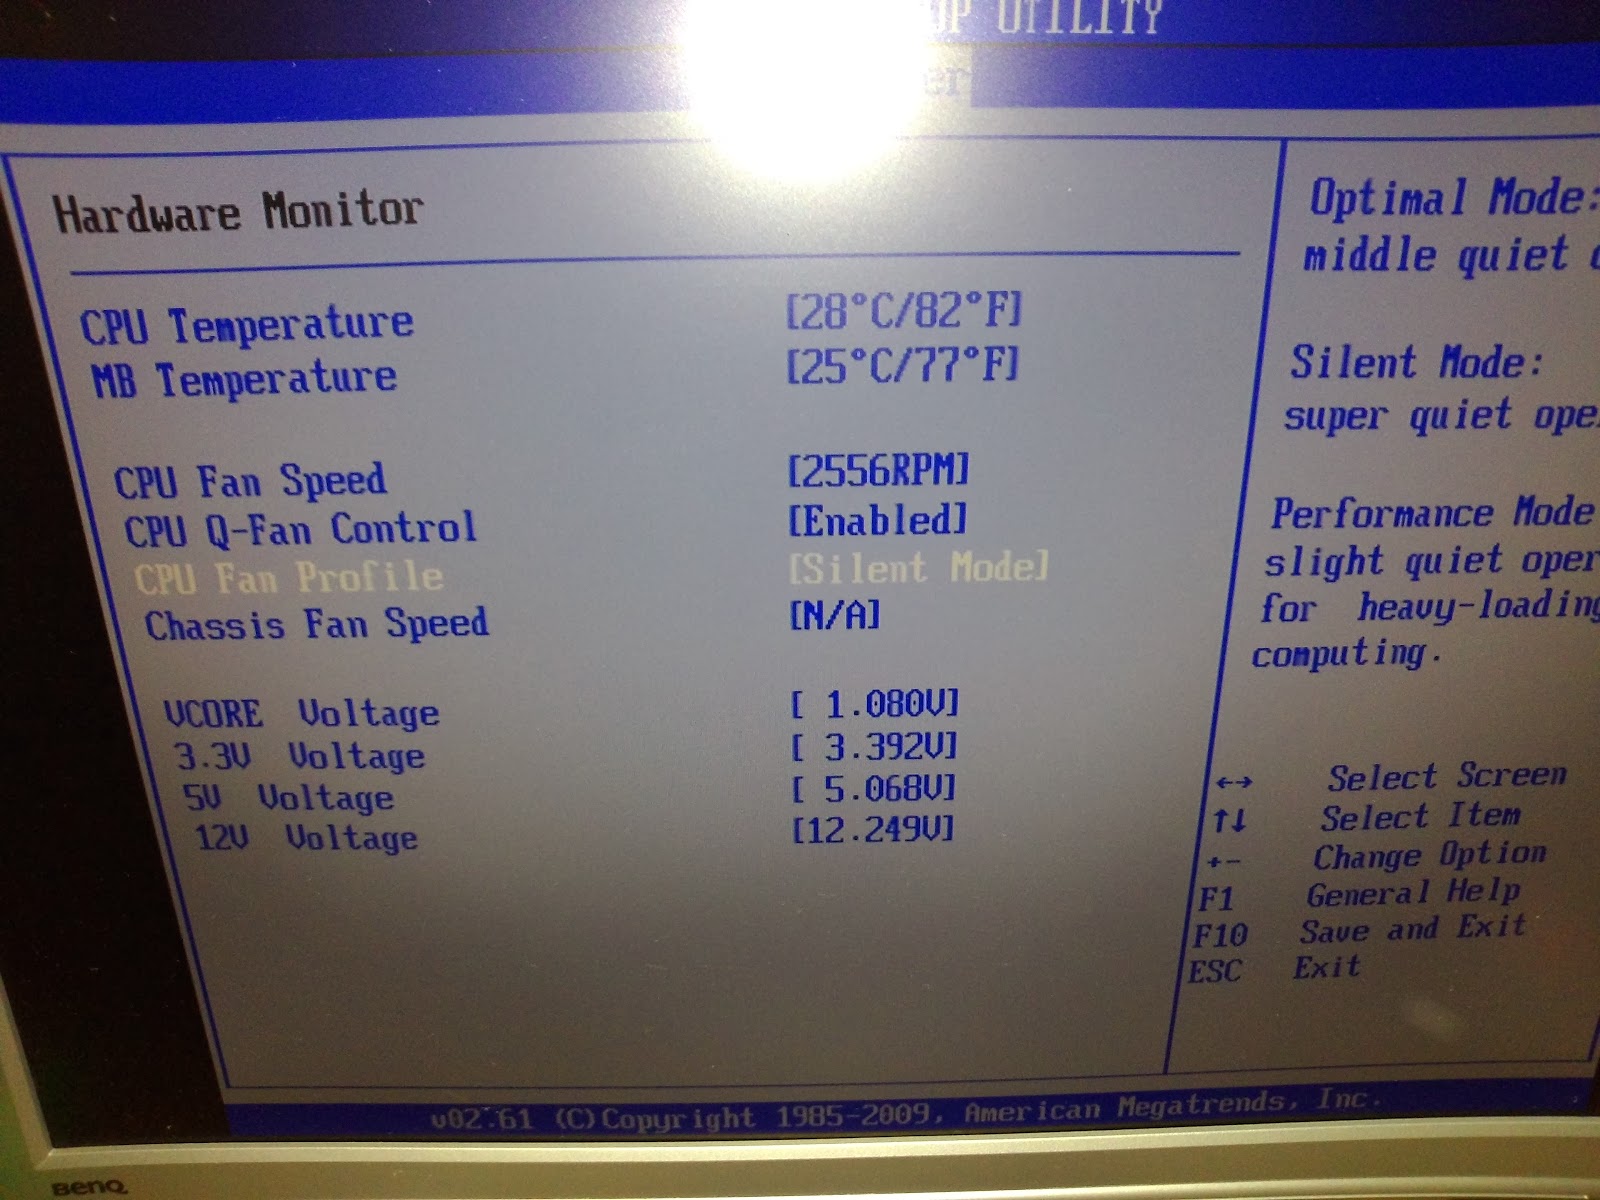 UTILITY
Hardware Monitor
CPU Temperature [28°C/82°F]
MB Temperature [25°C/77°F]
CPU Fan Speed [2556RPM]
CPU Q-Fan Control [Enabled]
CPU Fan Profile [Silent Mode]
Chassis Fan Speed [N/A]
VCORE Voltage [ 1.080V]
3.3V Voltage [ 3.392V]
5V Voltage [ 5.068V]
12V Voltage [12.249V]
Optimal Mode:
middle quiet
Silent Mode:
super quiet
Performance Mode
slight quiet
for heavy-loading
computing.
←→ Select Screen
↑↓ Select Item
+- Change Option
F1 General Help
F10 Save and Exit
ESC Exit
v02.61 (C)Copyright 1985-2009, American Megatrends, Inc.
BenQ